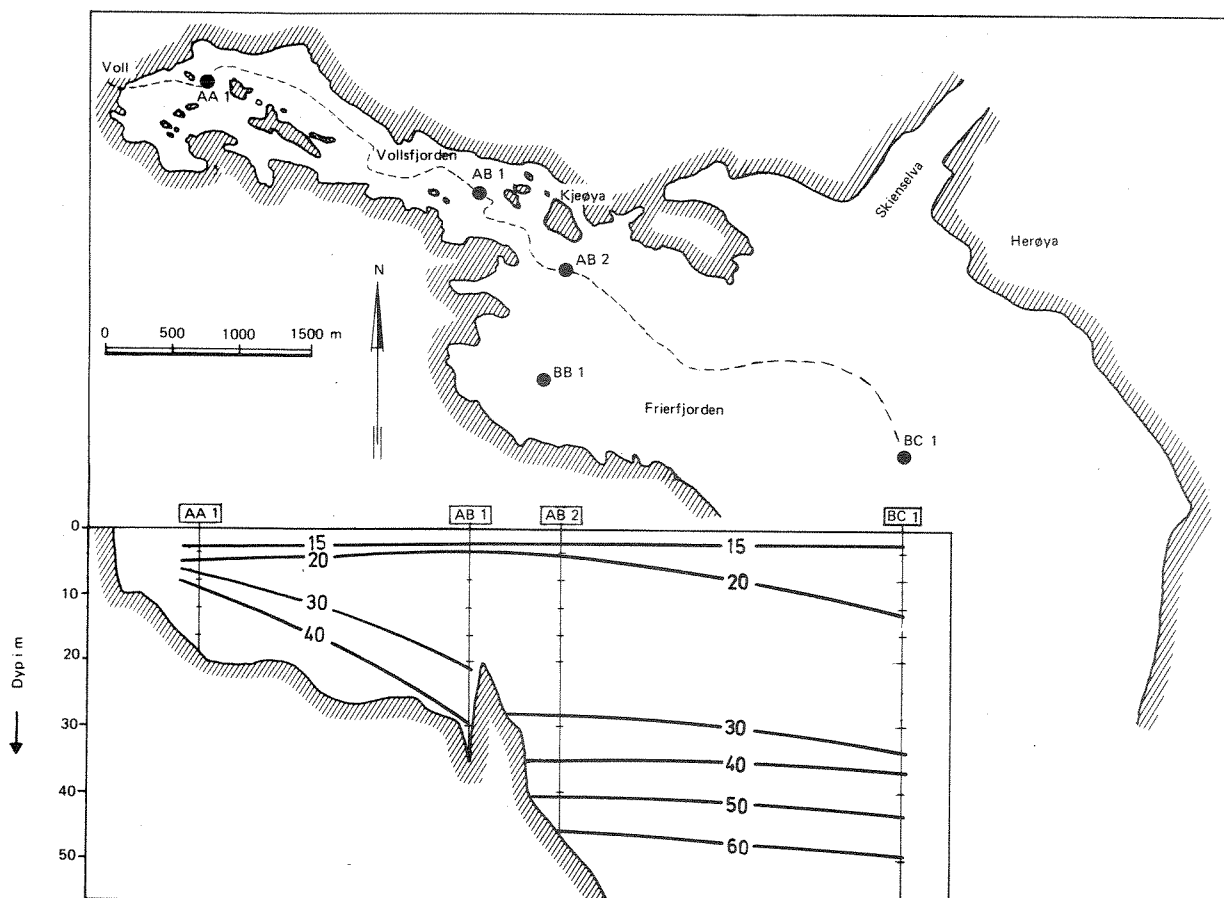 Voll
AA 1
Vollsfjorden
AB 1
Kjeøya
Skienselva
Herøya
AB 2
N
0 500 1000 1500 m
BB 1
Frierfjorden
BC 1
AA 1 AB 1 AB 2 BC 1
0
15 15
20
20
10
30
40
20
30
30
40
40
50
60
50
Dyp i m